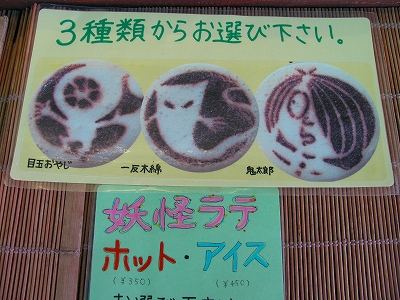 3種類からお選び下さい。
目玉おやじ 一反木綿 鬼太郎
妖怪ラテ
ホット・アイス
(￥350) (￥450)